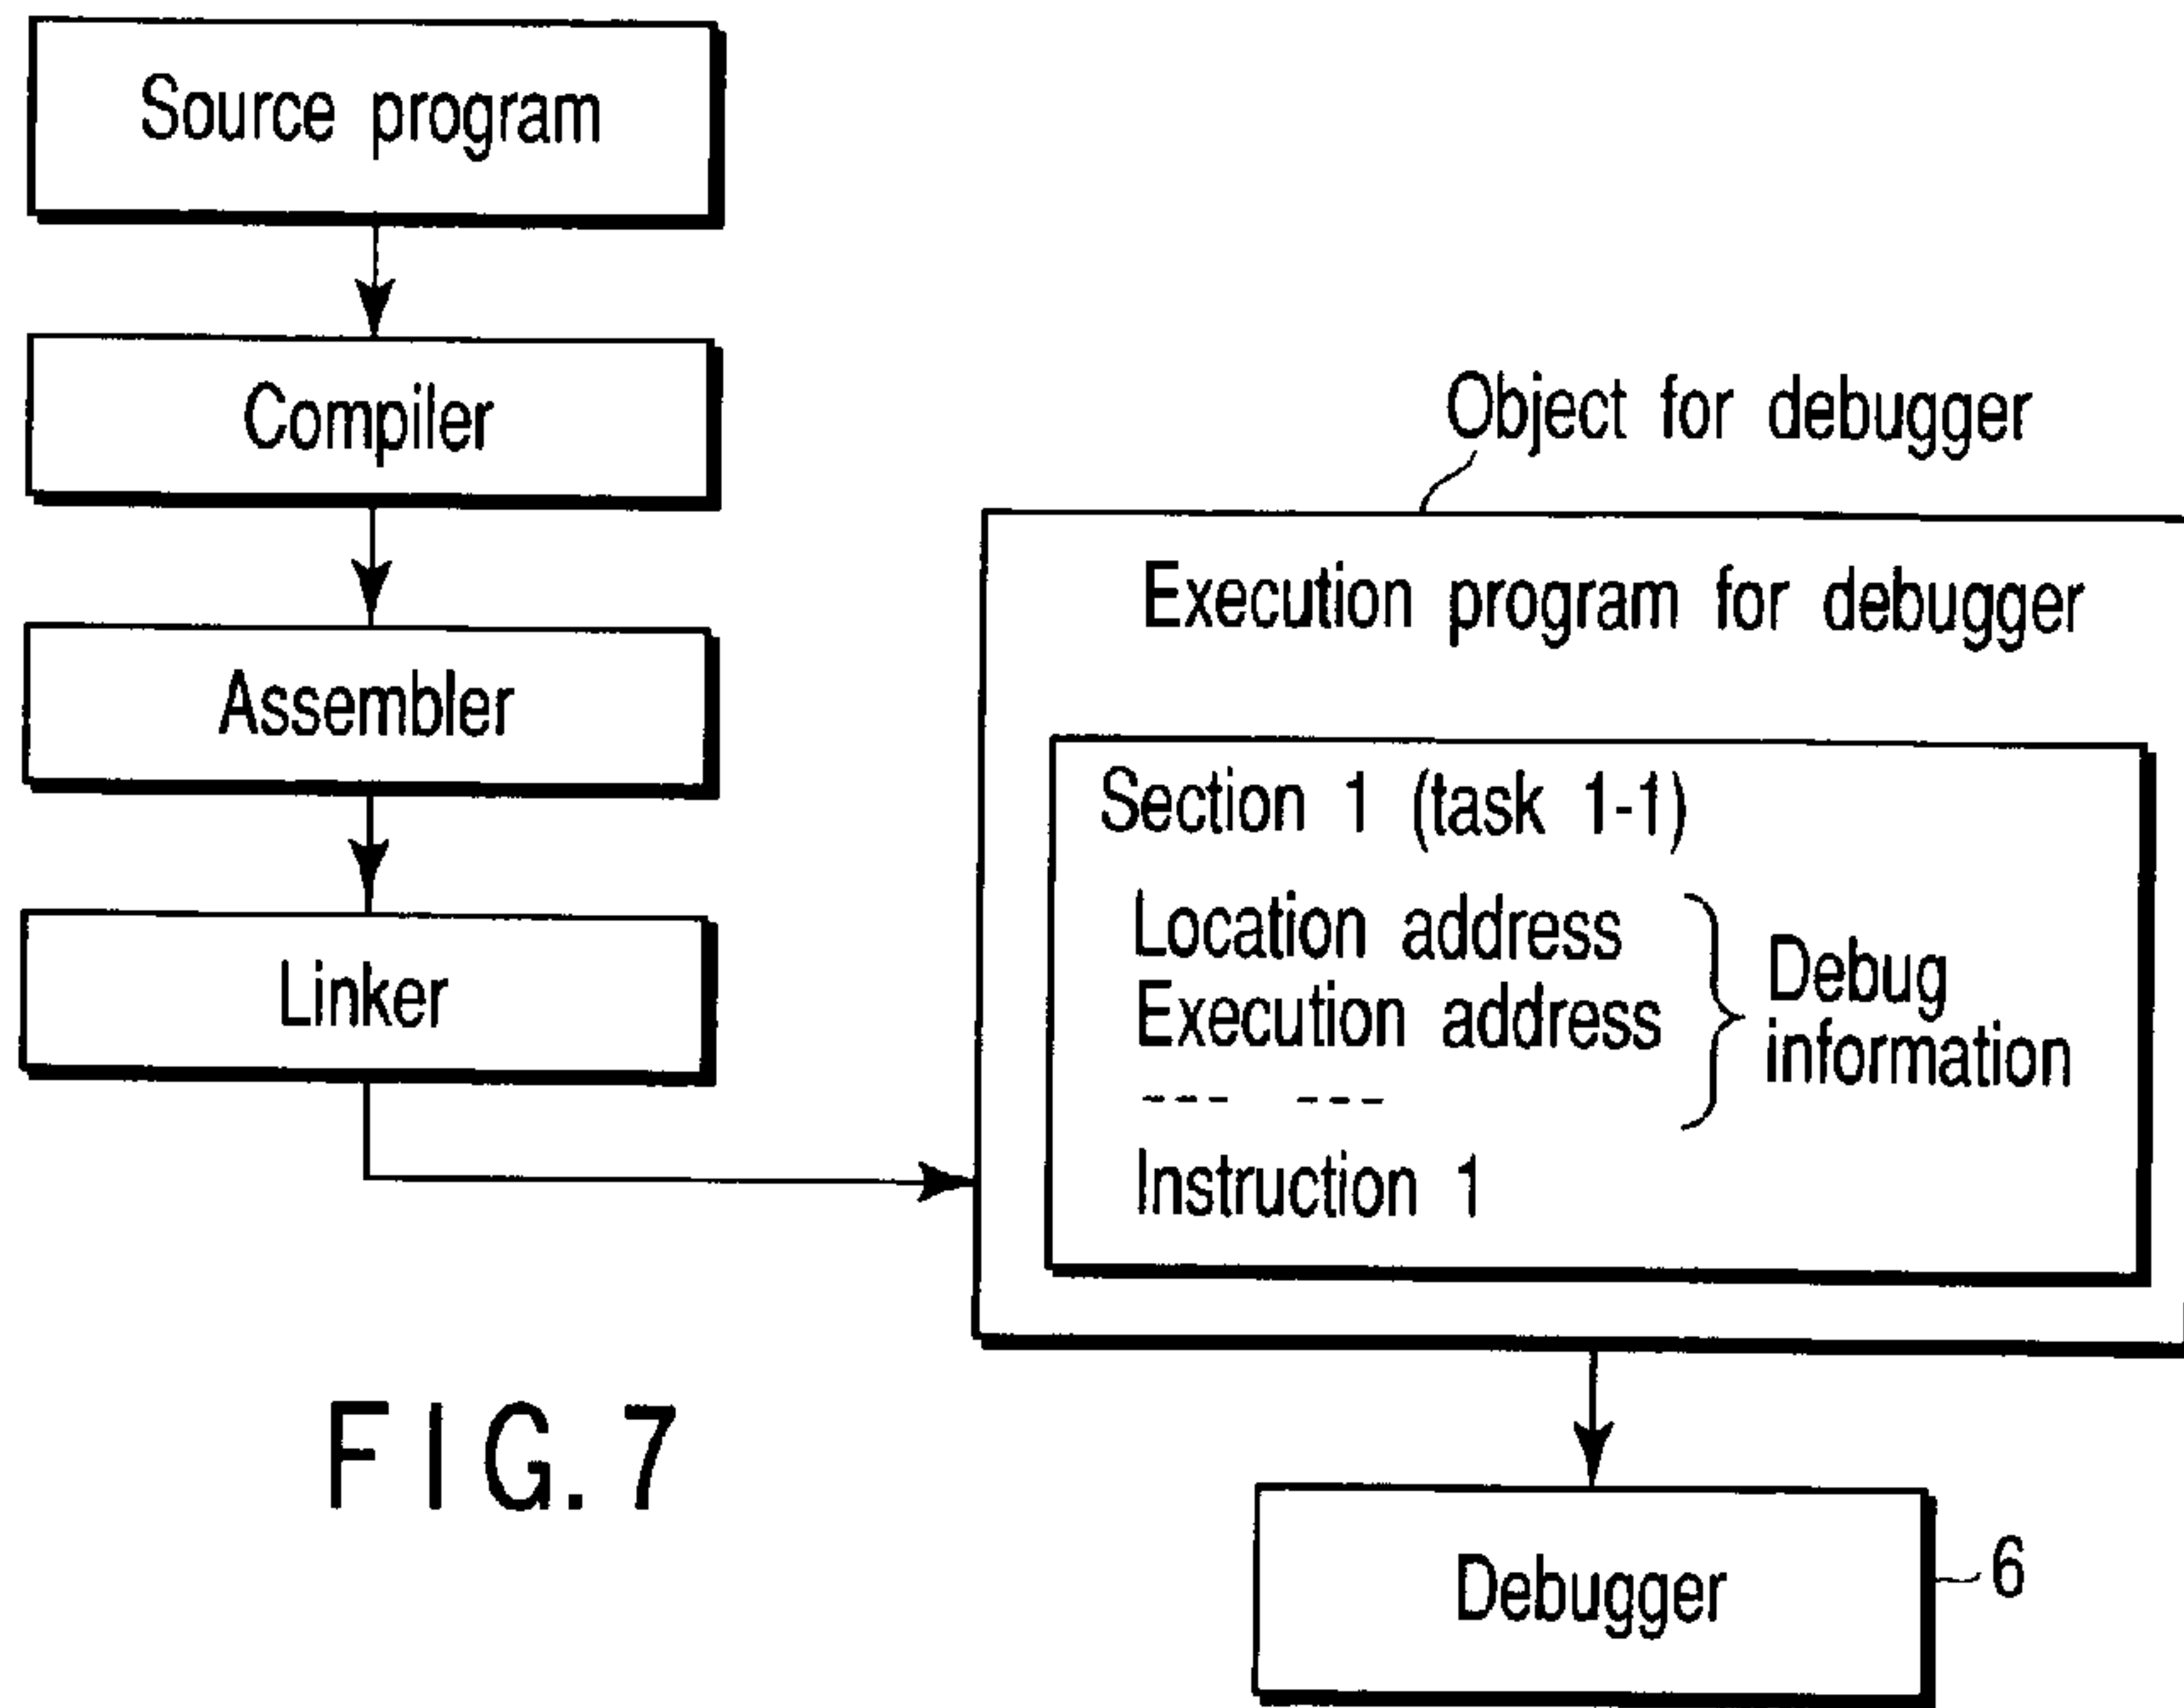 Source program
Compiler
Assembler
Linker
Object for debugger
Execution program for debugger
Section 1 (task 1-1)
Location address
Execution address
--- ---
Debug
information
Instruction 1
Debugger
6
FIG. 7